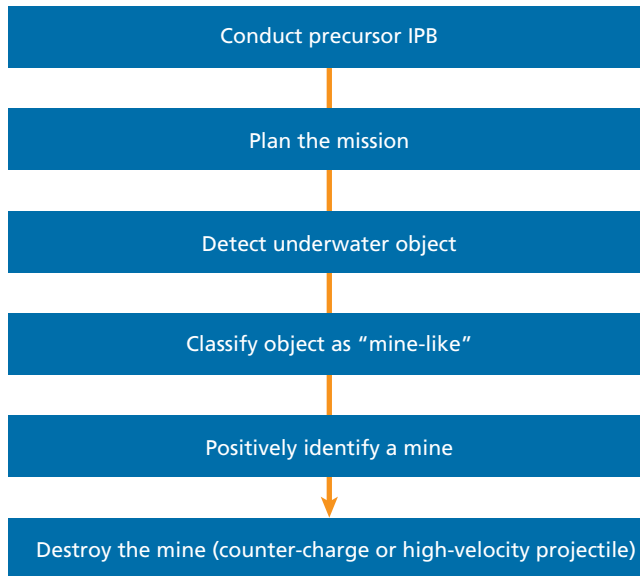 Conduct precursor IPB
Plan the mission
Detect underwater object
Classify object as “mine-like”
Positively identify a mine
Destroy the mine (counter-charge or high-velocity projectile)